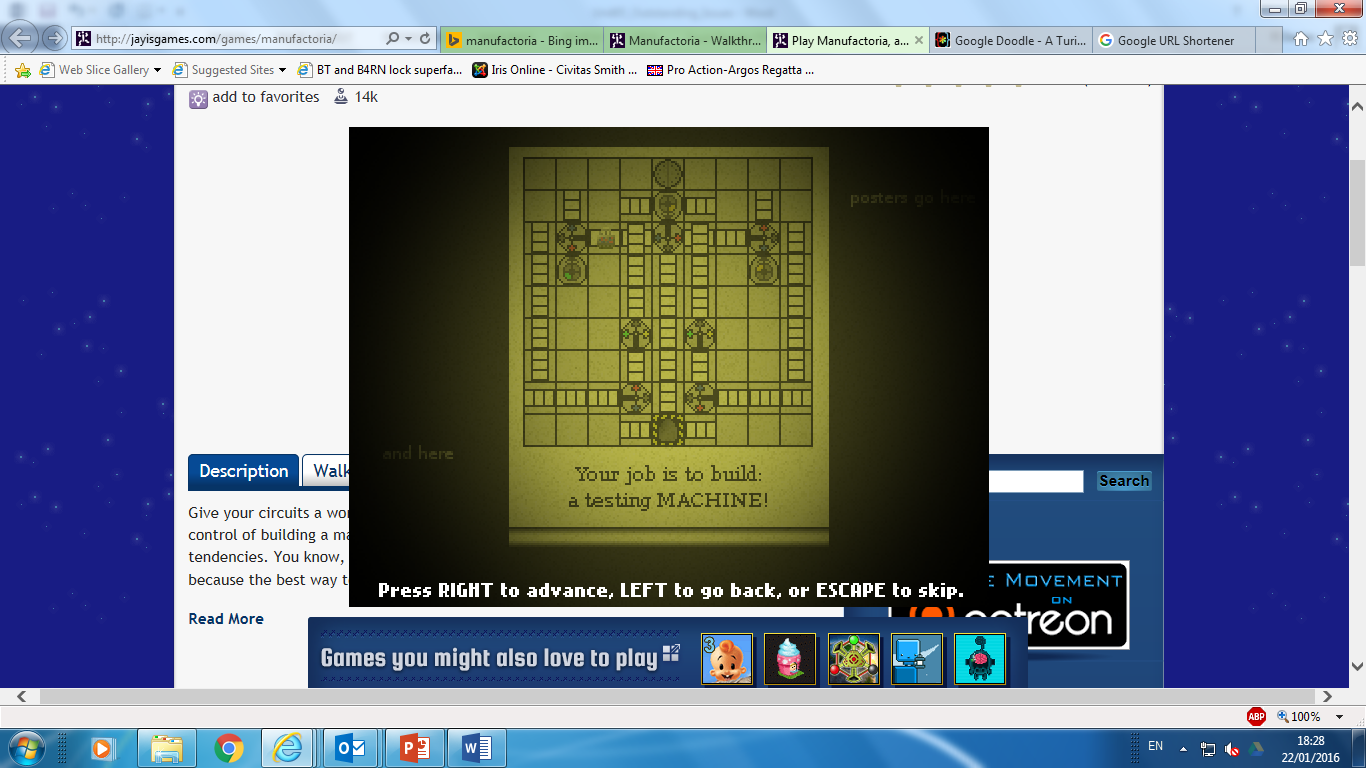 http://jayisgames.com/games/manufactoria/
manufactoria - Bing im...
Manufactoria - Walkthr...
Play Manufactoria, a...
Google Doodle - A Turi...
Google URL Shortener
Web Slice Gallery
Suggested Sites
BT and B4RN lock superfa...
Iris Online - Civitas Smith ...
Pro Action-Argos Regatta ...
add to favorites
14k
posters go here
and here
Your job is to build:
a testing MACHINE!
Press RIGHT to advance, LEFT to go back, or ESCAPE to skip.
Description
Walk
Search
Give your circuits a wo
control of building a ma
tendencies. You know,
because the best way t
Read More
E MOVEMENT
ON
patreon
Games you might also love to play
3
ABP
100%
EN
18:28
22/01/2016